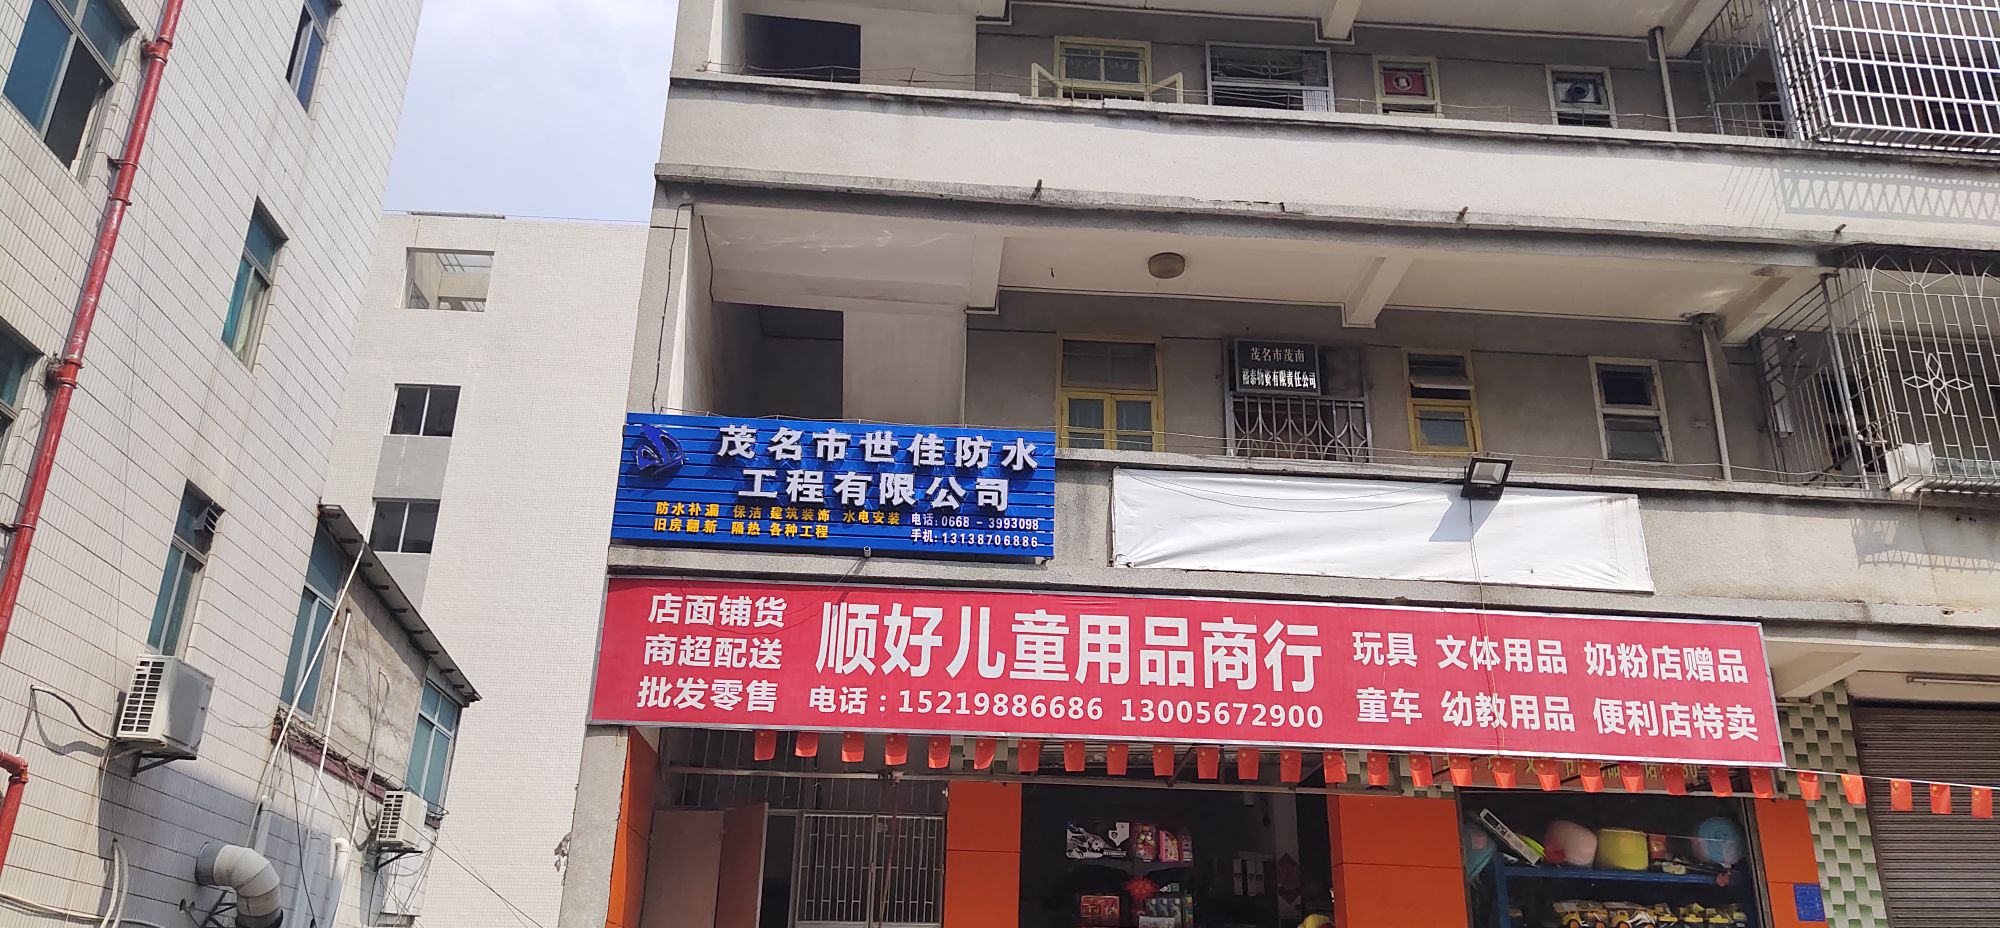 茂名市茂南
裕泰物资有限责任公司
茂名市世佳防水
工程有限公司
防水补漏 保洁 建筑装饰 水电安装
旧房翻新 隔热 各种工程
电话:0668-3993098
手机:13138706886
店面铺货
商超配送
批发零售
顺好儿童用品商行
电话：15219886686 13005672900
玩具 文体用品 奶粉店赠品
童车 幼教用品 便利店特卖